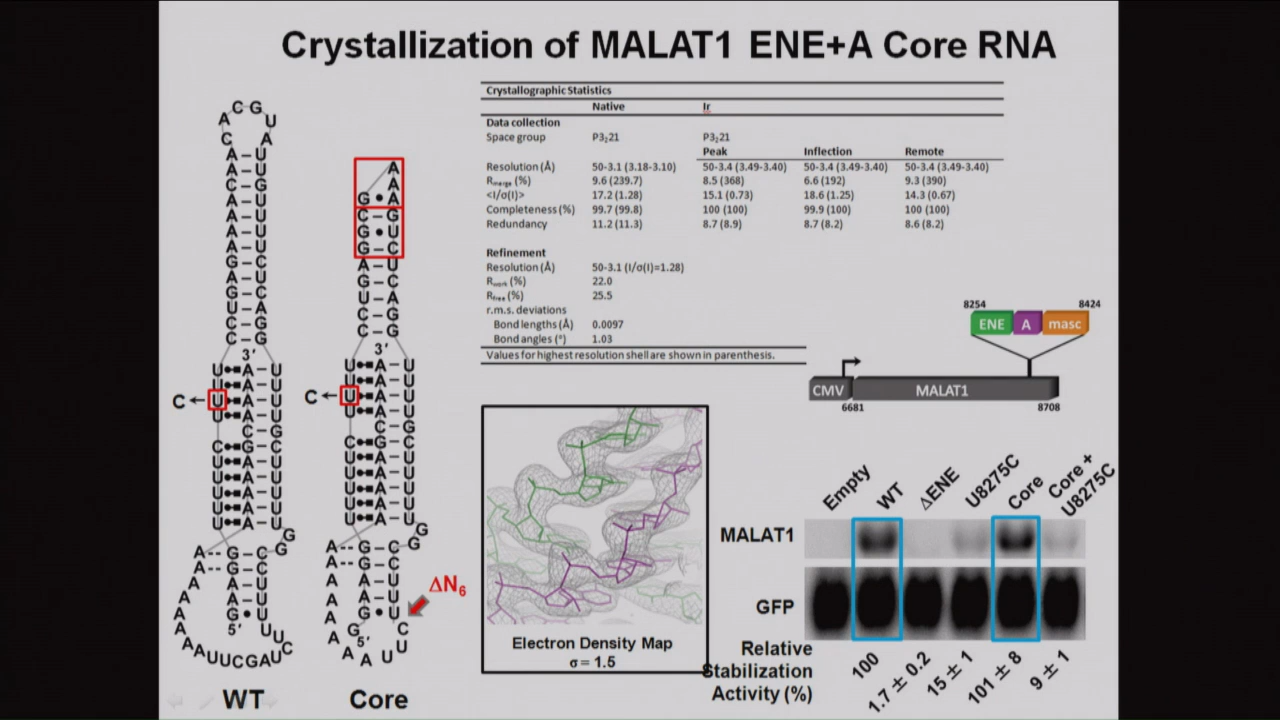 Crystallization of MALAT1 ENE+A Core RNA
Crystallographic Statistics
Native Ir
Data collection
Space group P3₂21 P3₂21
Peak Inflection Remote
Resolution (Å) 50-3.1 (3.18-3.10) 50-3.4 (3.49-3.40) 50-3.4 (3.49-3.40) 50-3.4 (3.49-3.40)
Rmerge (%) 9.6 (239.7) 8.5 (368) 6.6 (192) 9.3 (390)
<I/σ(I)> 17.2 (1.28) 15.1 (0.73) 18.6 (1.25) 14.3 (0.67)
Completeness (%) 99.7 (99.8) 100 (100) 99.9 (100) 100 (100)
Redundancy 11.2 (11.3) 8.7 (8.9) 8.7 (8.2) 8.6 (8.2)
Refinement
Resolution (Å) 50-3.1 (I/σ(I)=1.28)
Rwork (%) 22.0
Rfree (%) 25.5
r.m.s. deviations
Bond lengths (Å) 0.0097
Bond angles (°) 1.03
Values for highest resolution shell are shown in parenthesis.
8254 8424
ENE A masc
CMV MALAT1
6681 8708
3′ 3′
C← C←
ΔN₆
5′ 5′
WT Core
Electron Density Map
σ = 1.5
Empty WT ΔENE U8275C Core Core + U8275C
MALAT1
GFP
Relative
Stabilization
Activity (%)
100 1.7 ± 0.2 15 ± 1 101 ± 8 9 ± 1